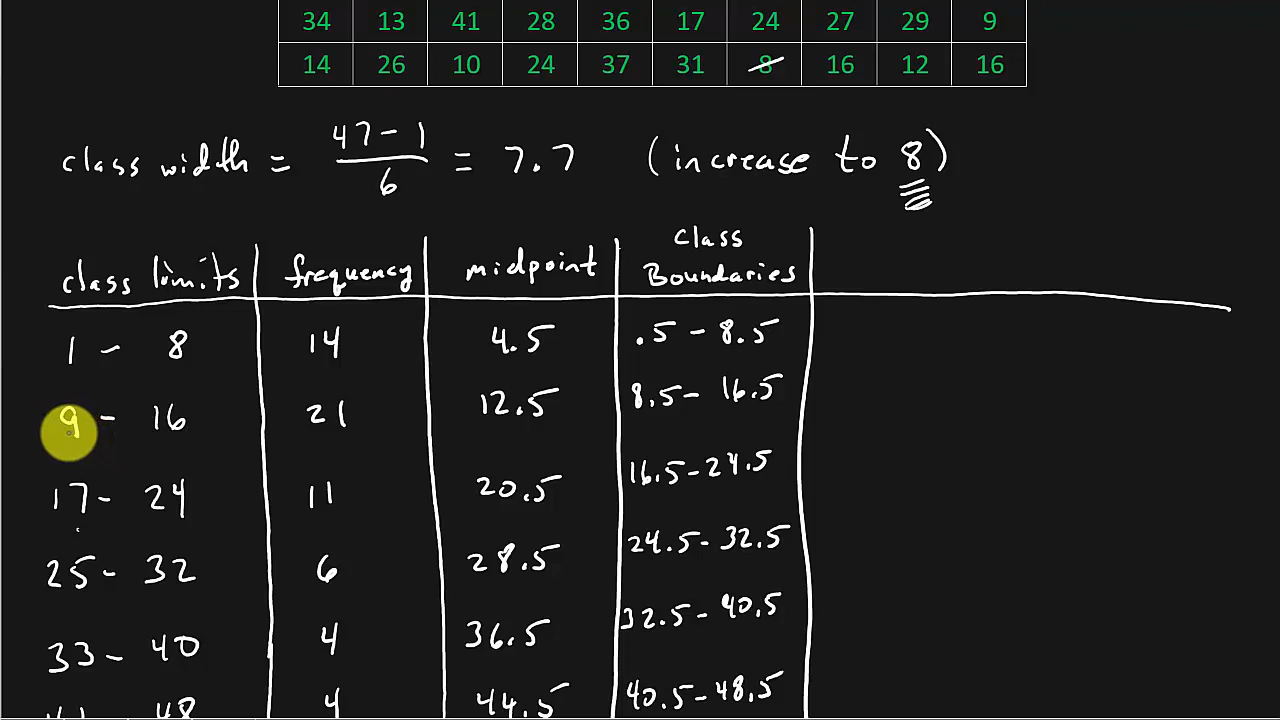 34 13 41 28 36 17 24 27 29 9
14 26 10 24 37 31 8 16 12 16
class width = 47 - 1 / 6 = 7.7 (increase to 8)
class limits frequency midpoint class Boundaries
1 - 8 14 4.5 .5 - 8.5
9 - 16 21 12.5 8.5 - 16.5
17 - 24 11 20.5 16.5 - 24.5
25 - 32 6 28.5 24.5 - 32.5
33 - 40 4 36.5 32.5 - 40.5
41 - 48 4 44.5 40.5 - 48.5